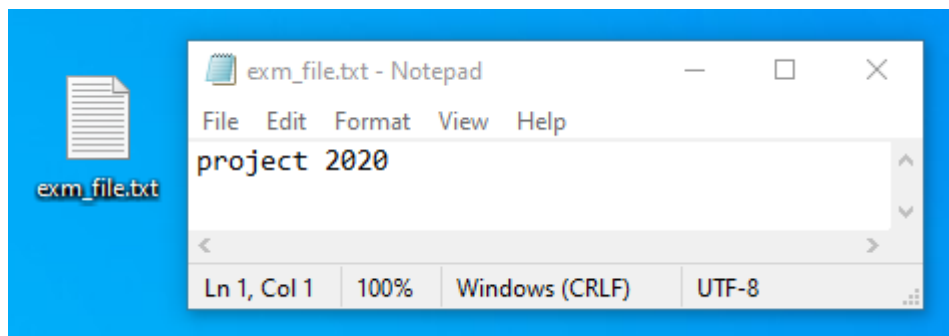 exm_file.txt - Notepad
File Edit Format View Help
project 2020
exm_file.txt
Ln 1, Col 1 100% Windows (CRLF) UTF-8